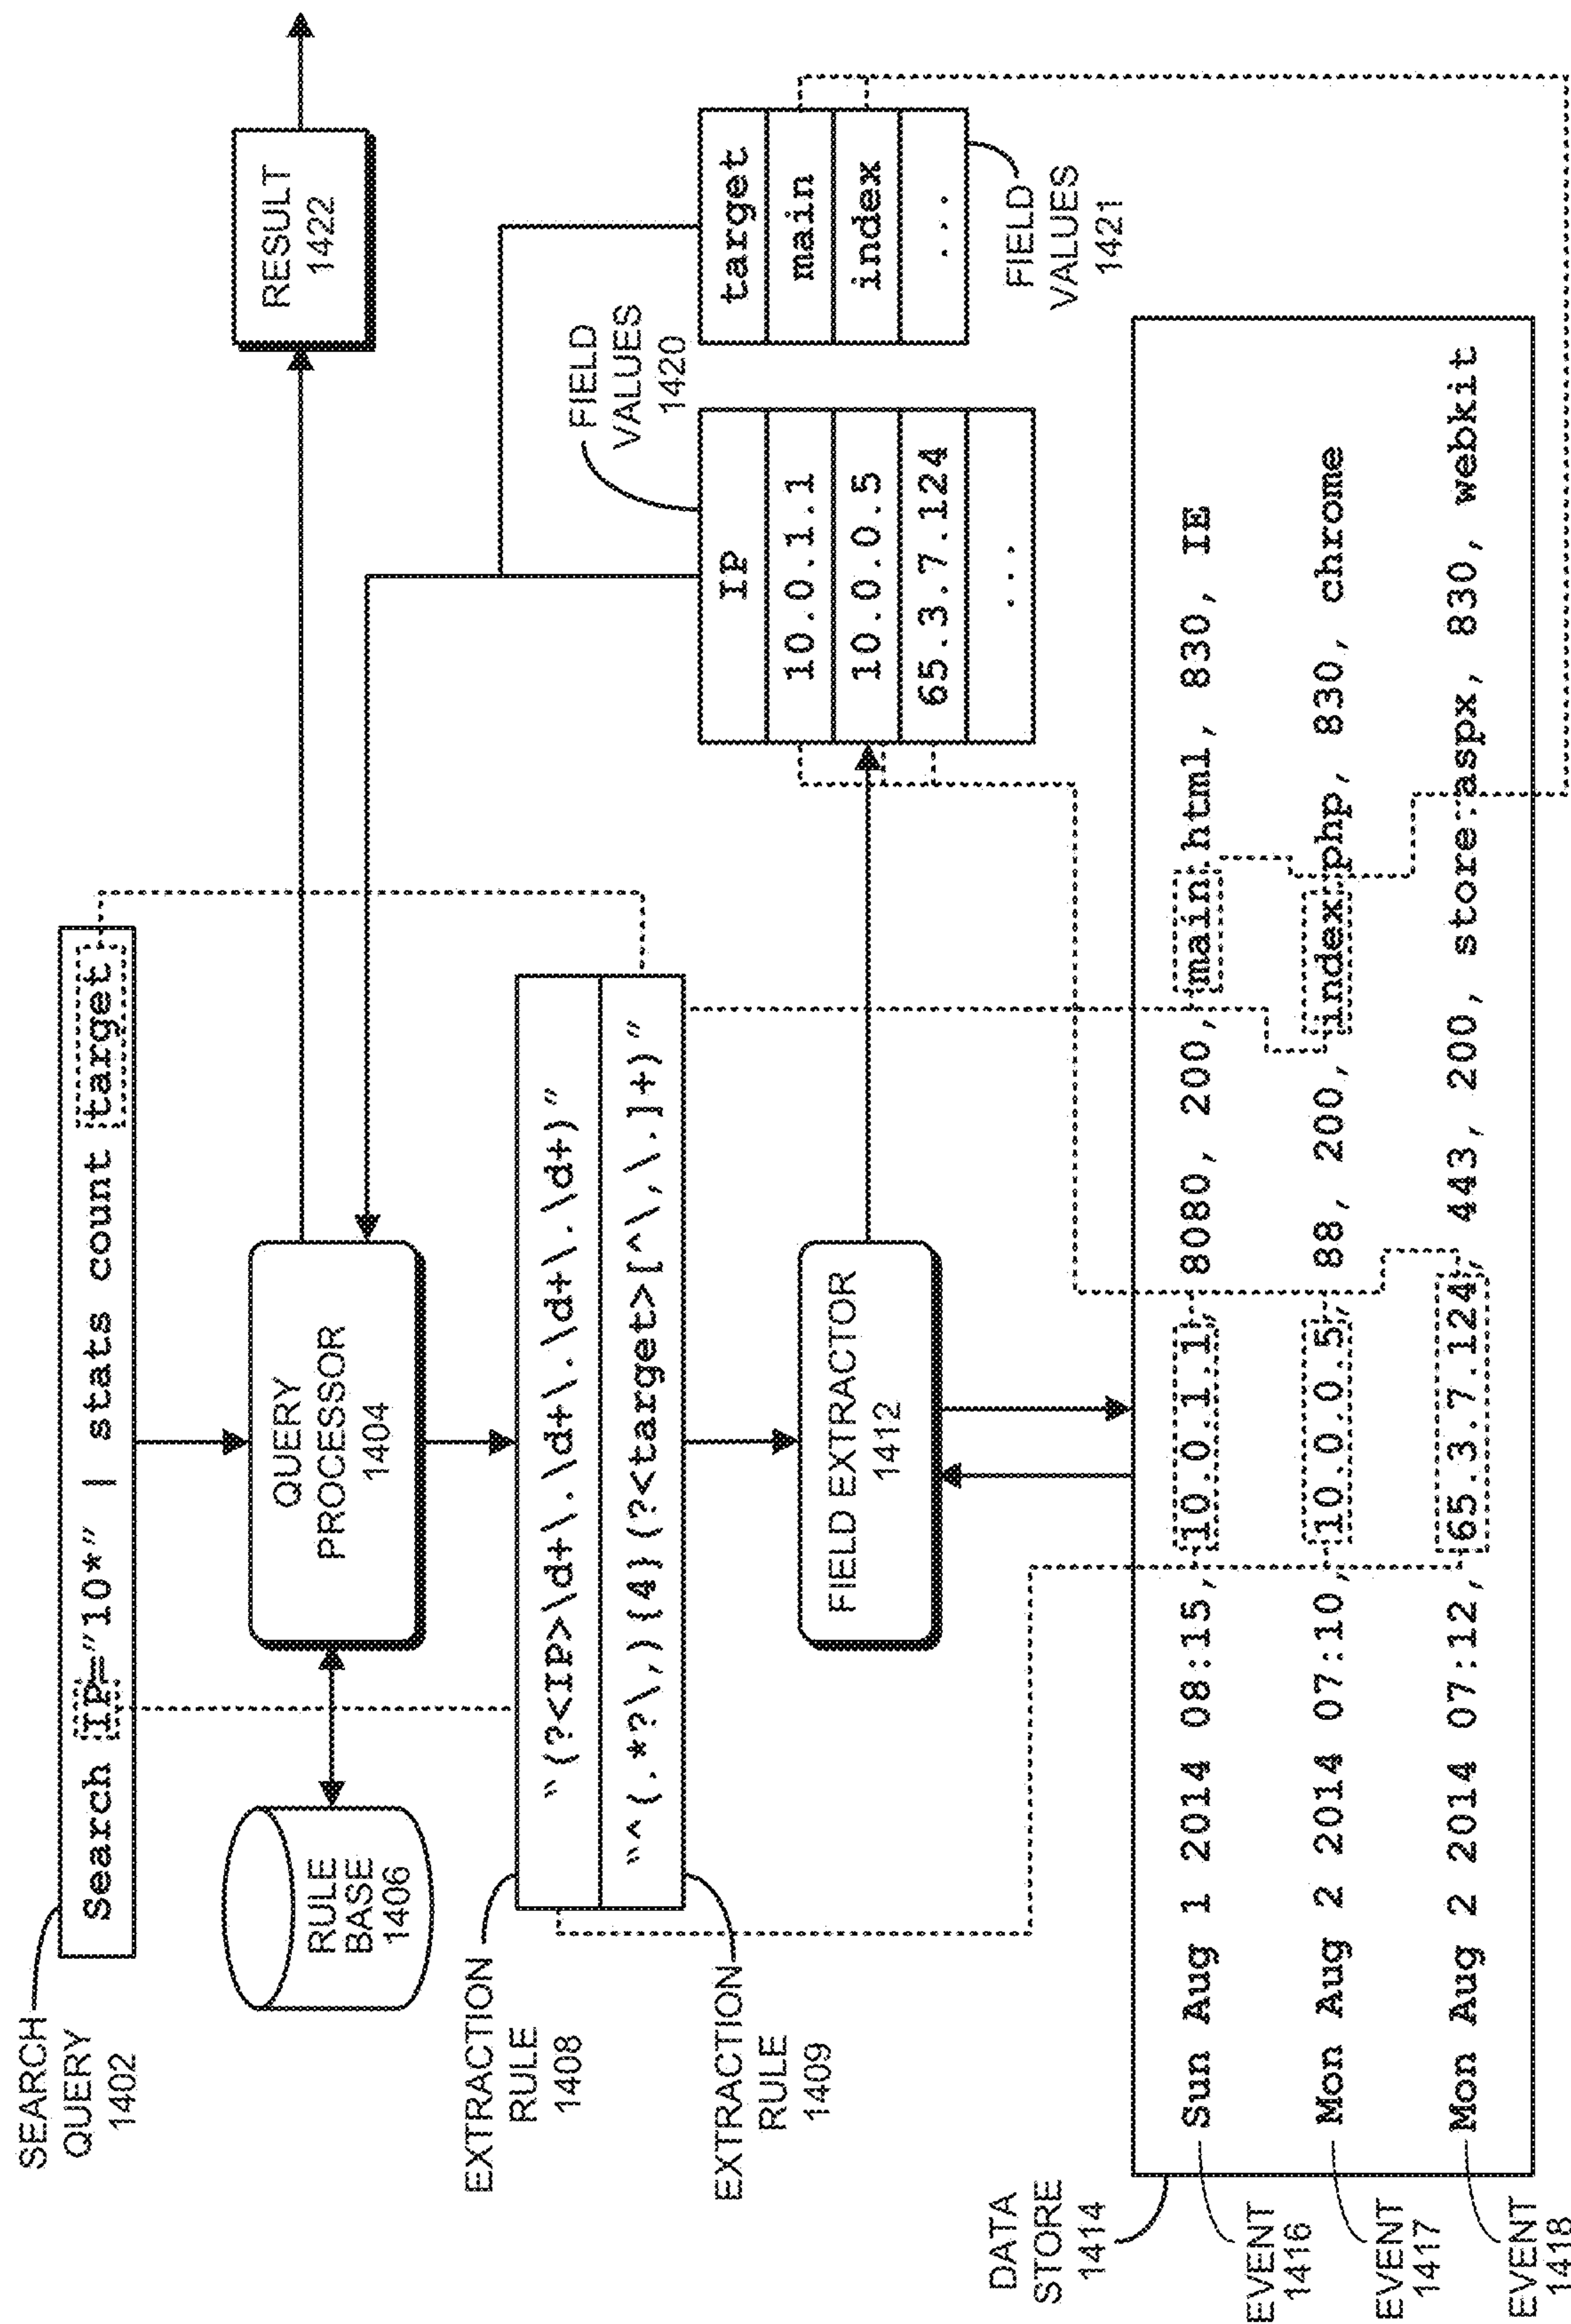 SEARCH
QUERY
1402
Search IP="10*" | stats count target
RULE
BASE
1406
QUERY
PROCESSOR
1404
RESULT
1422
EXTRACTION
RULE
1408
"(?<IP>\d+\.\d+\.\d+\.\d+)"
"^(.*?\,){4}(?<target>[^\,\.]+)"
EXTRACTION
RULE
1409
FIELD EXTRACTOR
1412
FIELD
VALUES
1420
IP
10.0.1.1
10.0.0.5
65.3.7.124
...
target
main
index
...
FIELD
VALUES
1421
DATA
STORE
1414
Sun Aug 1 2014 08:15, 10.0.1.1, 8080, 200, main.html, 830, IE
Mon Aug 2 2014 07:10, 10.0.0.5, 88, 200, index.php, 830, chrome
Mon Aug 2 2014 07:12, 65.3.7.124, 443, 200, store.aspx, 830, webkit
EVENT
1416
EVENT
1417
EVENT
1418